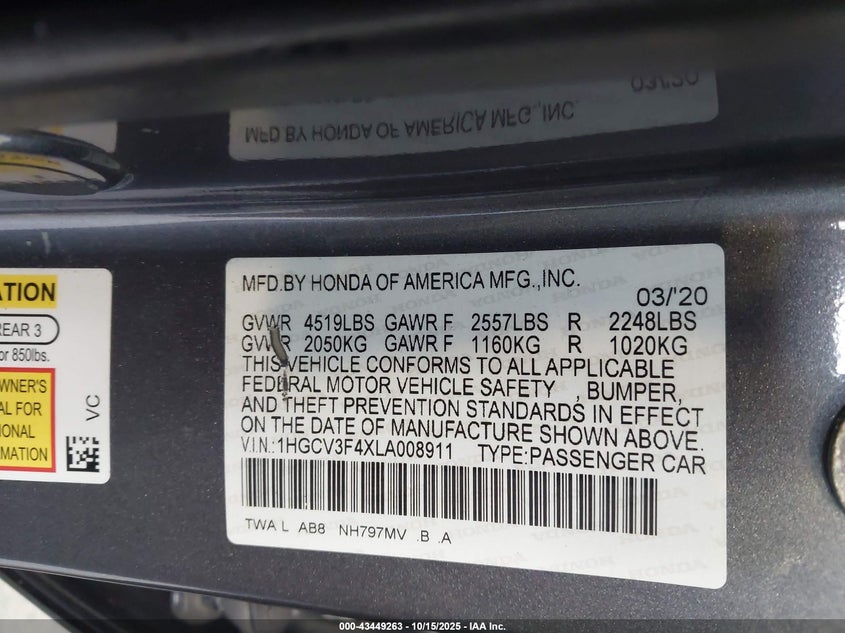 03/'20
MFD BY HONDA OF AMERICA MFG.,INC.
ATION
REAR 3
or 850lbs.
OWNER'S
AL FOR
IONAL
RMATION
VC
MFD.BY HONDA OF AMERICA MFG.,INC.
03/'20
GVWR 4519LBS GAWR F 2557LBS R 2248LBS
GVWR 2050KG GAWR F 1160KG R 1020KG
THIS VEHICLE CONFORMS TO ALL APPLICABLE
FEDERAL MOTOR VEHICLE SAFETY , BUMPER,
AND THEFT PREVENTION STANDARDS IN EFFECT
ON THE DATE OF MANUFACTURE SHOWN ABOVE.
V.I.N.:1HGCV3F4XLA008911 TYPE:PASSENGER CAR
TWA L AB8 NH797MV .B .A
000-43449263 - 10/15/2025 - IAA Inc.